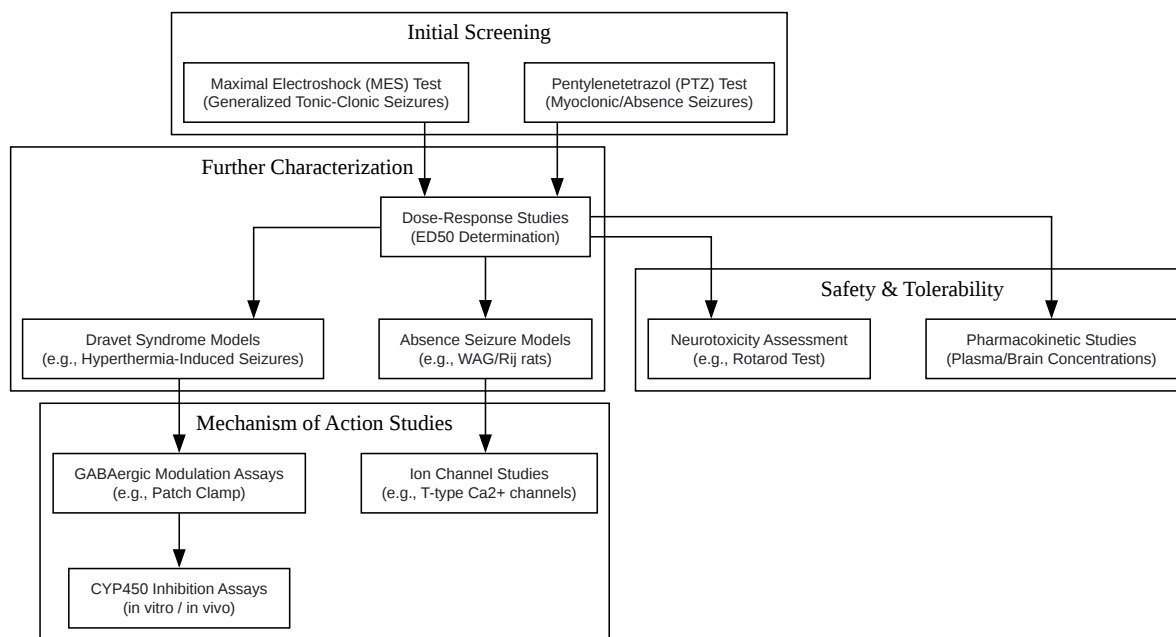 Initial Screening
Maximal Electroshock (MES) Test
(Generalized Tonic-Clonic Seizures)
Pentylenetetrazol (PTZ) Test
(Myoclonic/Absence Seizures)
Further Characterization
Dose-Response Studies
(ED50 Determination)
Dravet Syndrome Models
(e.g., Hyperthermia-Induced Seizures)
Absence Seizure Models
(e.g., WAG/Rij rats)
Safety & Tolerability
Neurotoxicity Assessment
(e.g., Rotarod Test)
Pharmacokinetic Studies
(Plasma/Brain Concentrations)
Mechanism of Action Studies
GABAergic Modulation Assays
(e.g., Patch Clamp)
Ion Channel Studies
(e.g., T-type Ca2+ channels)
CYP450 Inhibition Assays
(in vitro / in vivo)